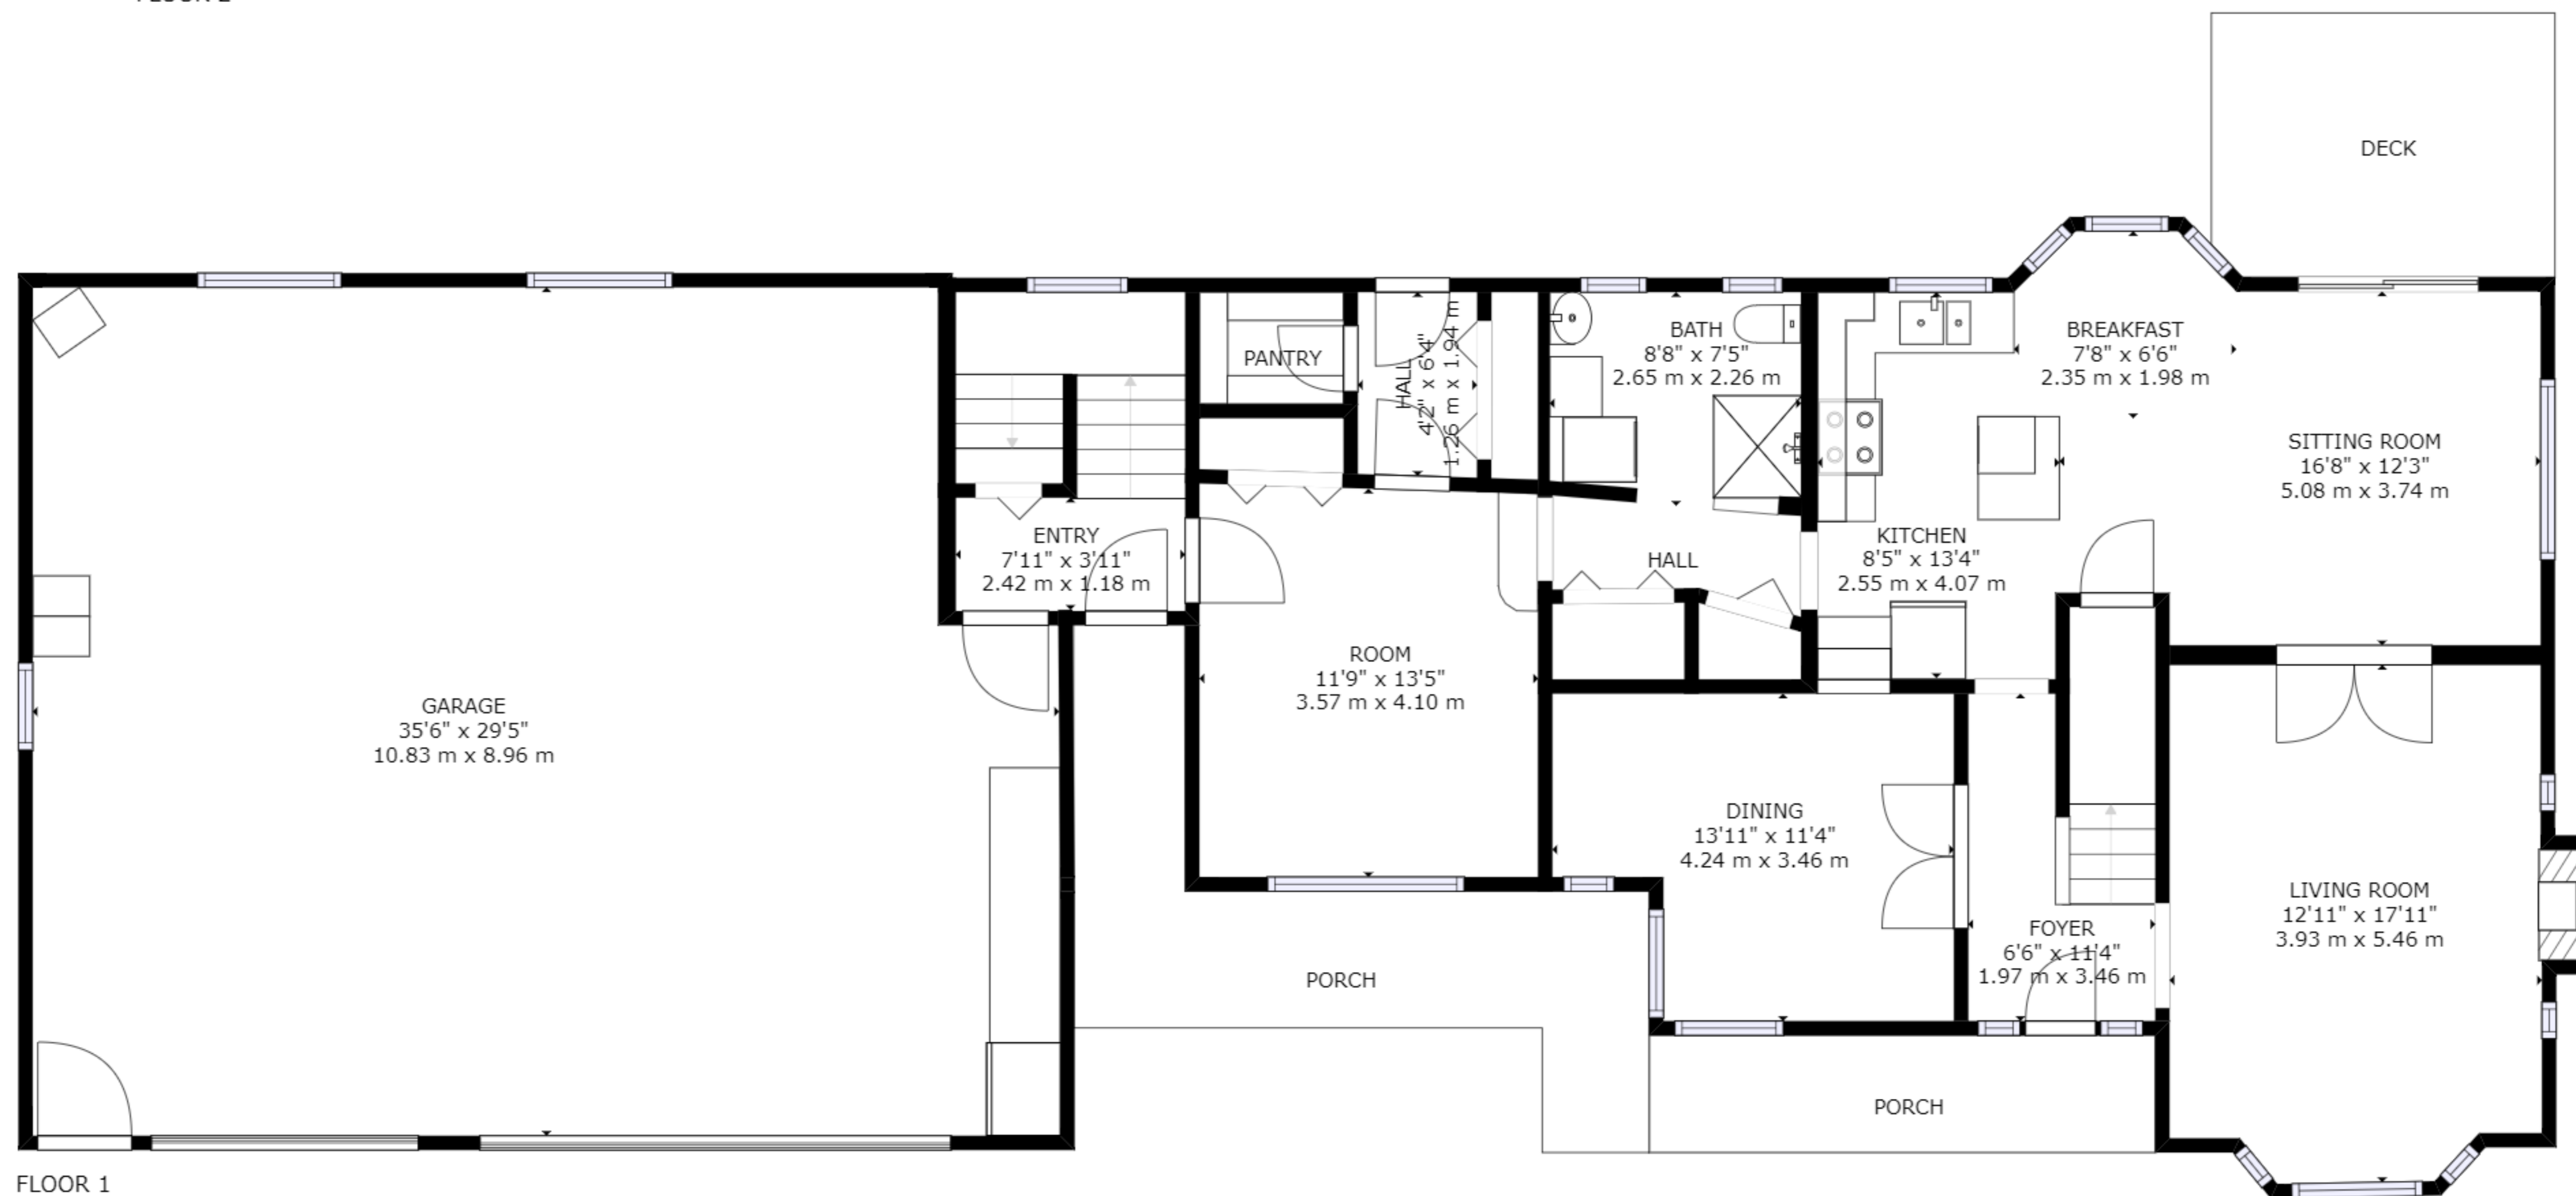 DECK
BATH
8'8" x 7'5"
2.65 m x 2.26 m
BREAKFAST
7'8" x 6'6"
2.35 m x 1.98 m
PANTRY
HALL
4'2" x 6'4"
1.26 m x 1.94 m
SITTING ROOM
16'8" x 12'3"
5.08 m x 3.74 m
ENTRY
7'11" x 3'11"
2.42 m x 1.18 m
HALL
KITCHEN
8'5" x 13'4"
2.55 m x 4.07 m
ROOM
11'9" x 13'5"
3.57 m x 4.10 m
GARAGE
35'6" x 29'5"
10.83 m x 8.96 m
DINING
13'11" x 11'4"
4.24 m x 3.46 m
LIVING ROOM
12'11" x 17'11"
3.93 m x 5.46 m
FOYER
6'6" x 11'4"
1.97 m x 3.46 m
PORCH
PORCH
FLOOR 1